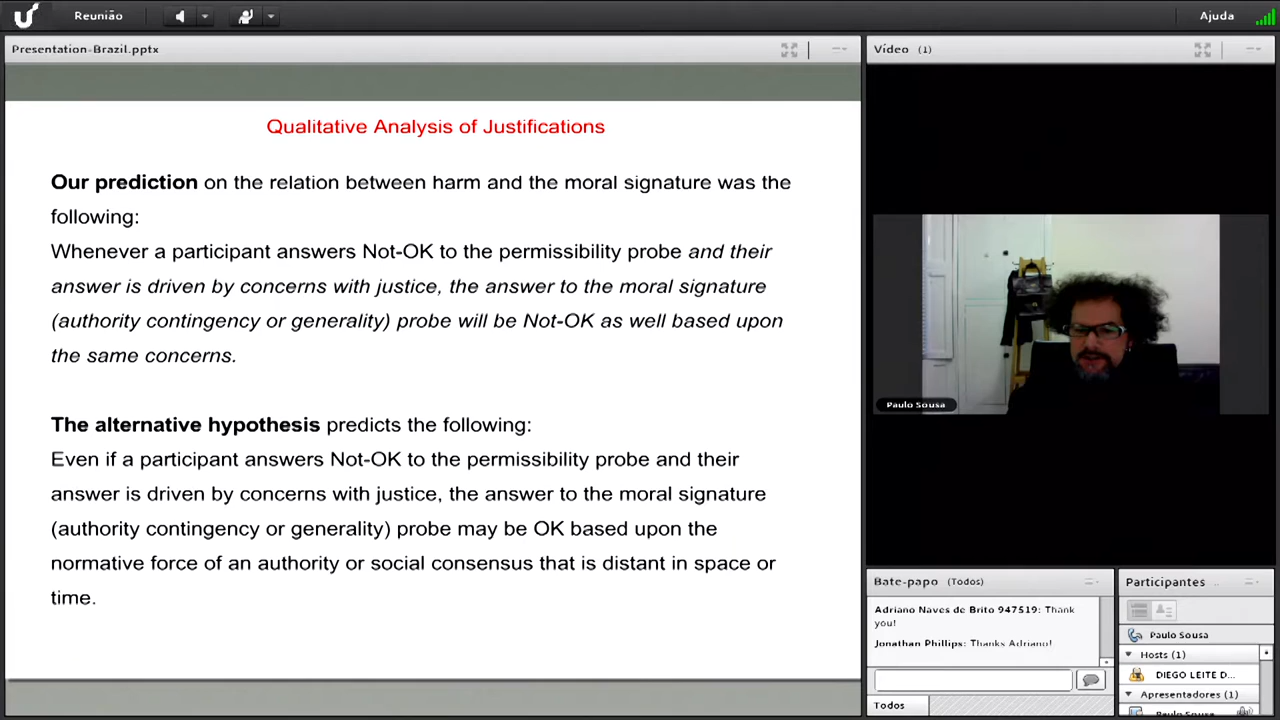 Reunião
Ajuda
Presentation-Brazil.pptx
Qualitative Analysis of Justifications
Our prediction on the relation between harm and the moral signature was the
following:
Whenever a participant answers Not-OK to the permissibility probe and their
answer is driven by concerns with justice, the answer to the moral signature
(authority contingency or generality) probe will be Not-OK as well based upon
the same concerns.
The alternative hypothesis predicts the following:
Even if a participant answers Not-OK to the permissibility probe and their
answer is driven by concerns with justice, the answer to the moral signature
(authority contingency or generality) probe may be OK based upon the
normative force of an authority or social consensus that is distant in space or
time.
Vídeo (1)
Paulo Sousa
Bate-papo (Todos)
Adriano Naves de Brito 947519: Thank
you!
Jonathan Phillips: Thanks Adriano!
Todos
Participantes ..
Paulo Sousa
Hosts (1)
DIEGO LEITE D...
Apresentadores (1)
Paulo Sousa